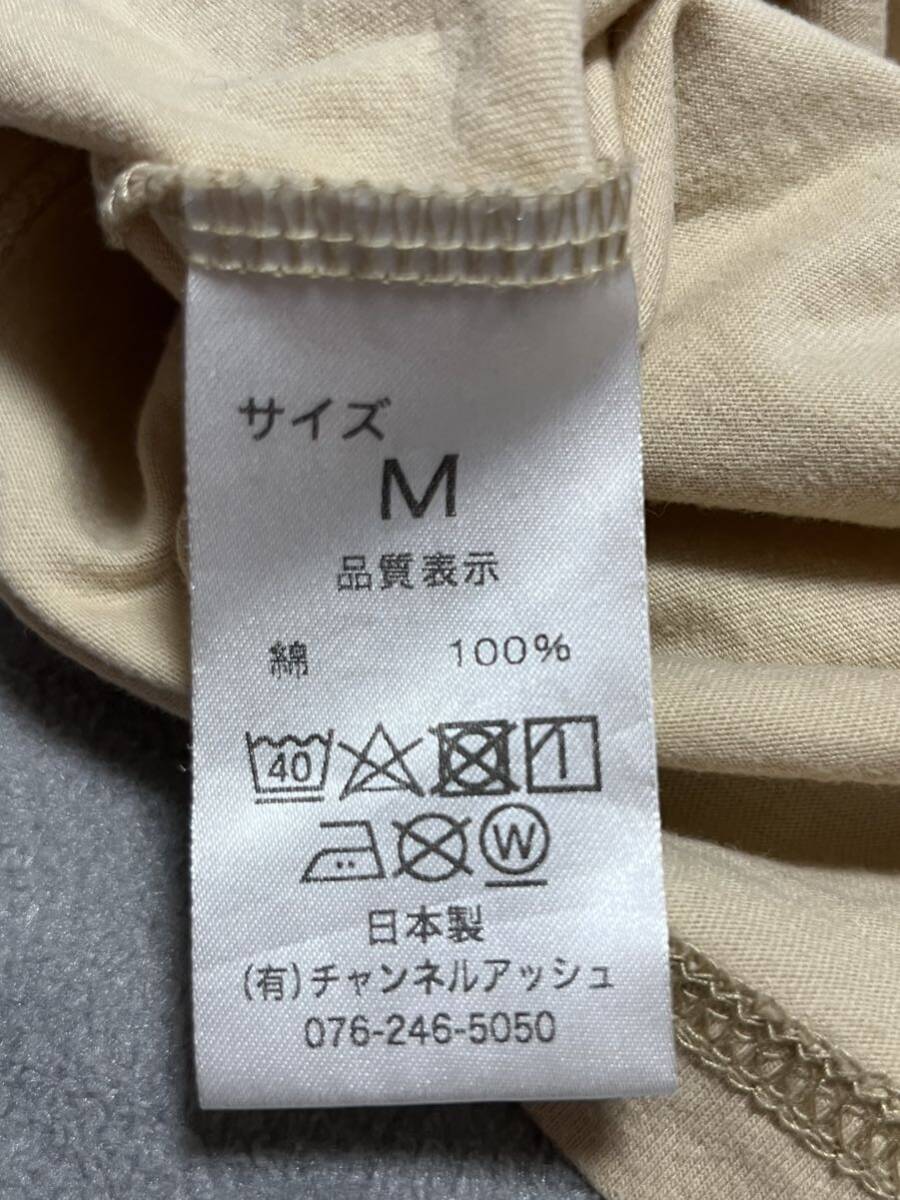 サイズ
M
品質表示
綿 100%
40
W
日本製
(有)チャンネルアッシュ
076-246-5050